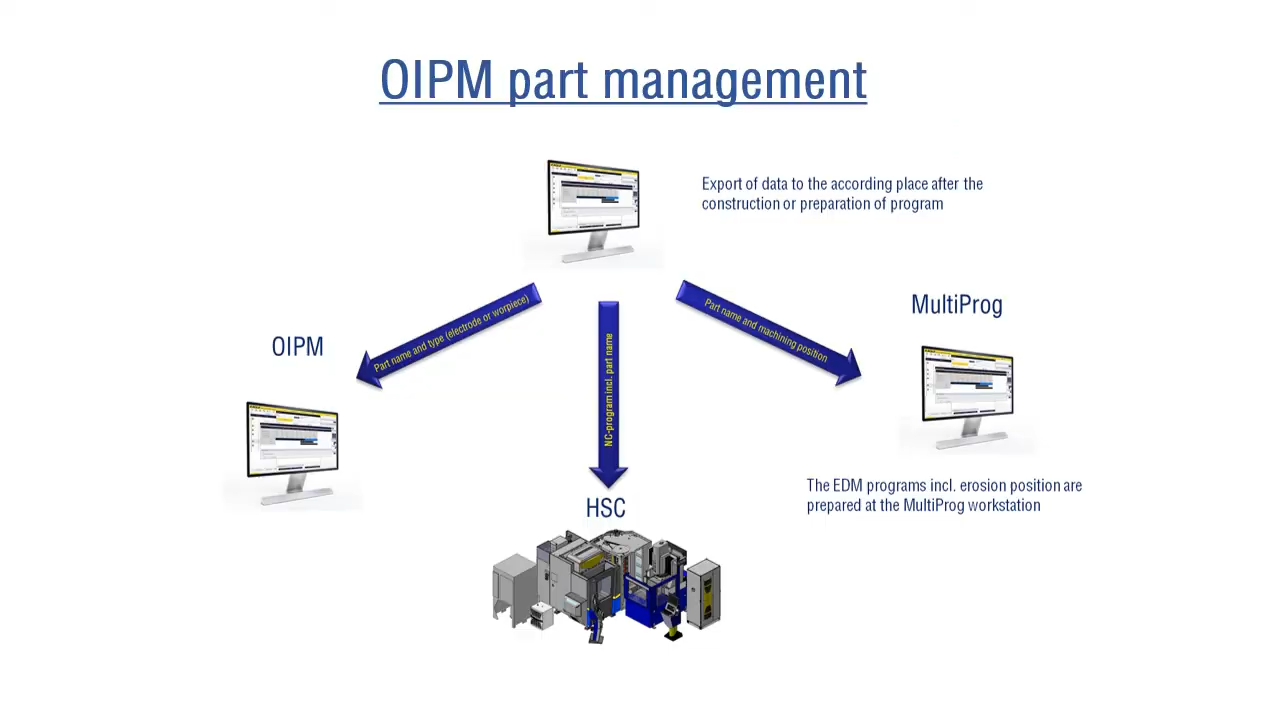 OIPM part management
Export of data to the according place after the
construction or preparation of program
MultiProg
OIPM
Part name and type (electrode or worpiece)
NC-program incl. part name
Part name and machining position
The EDM programs incl. erosion position are
prepared at the MultiProg workstation
HSC